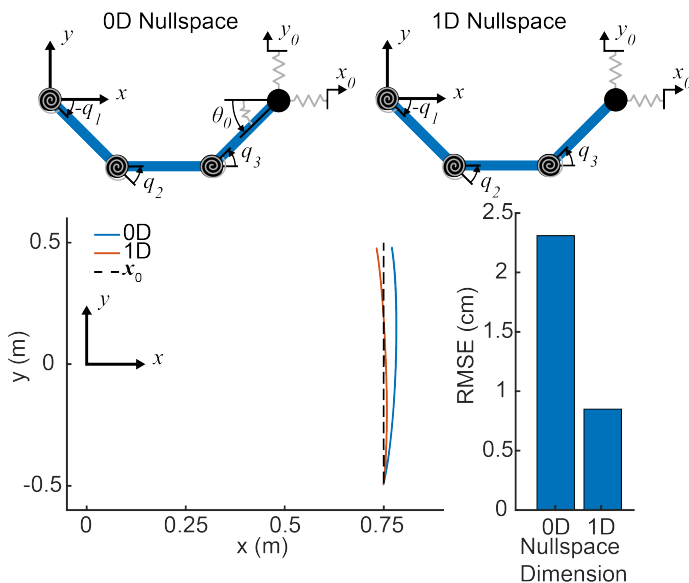 0D Nullspace
1D Nullspace
y
x
-q1
q2
q3
θ0
y0
x0
y
x
-q1
q2
q3
y0
x0
0D
1D
x0
y
x
0.5
0
-0.5
y (m)
0
0.25
0.5
0.75
x (m)
2.5
2
1.5
1
0.5
0
RMSE (cm)
0D
1D
Nullspace
Dimension